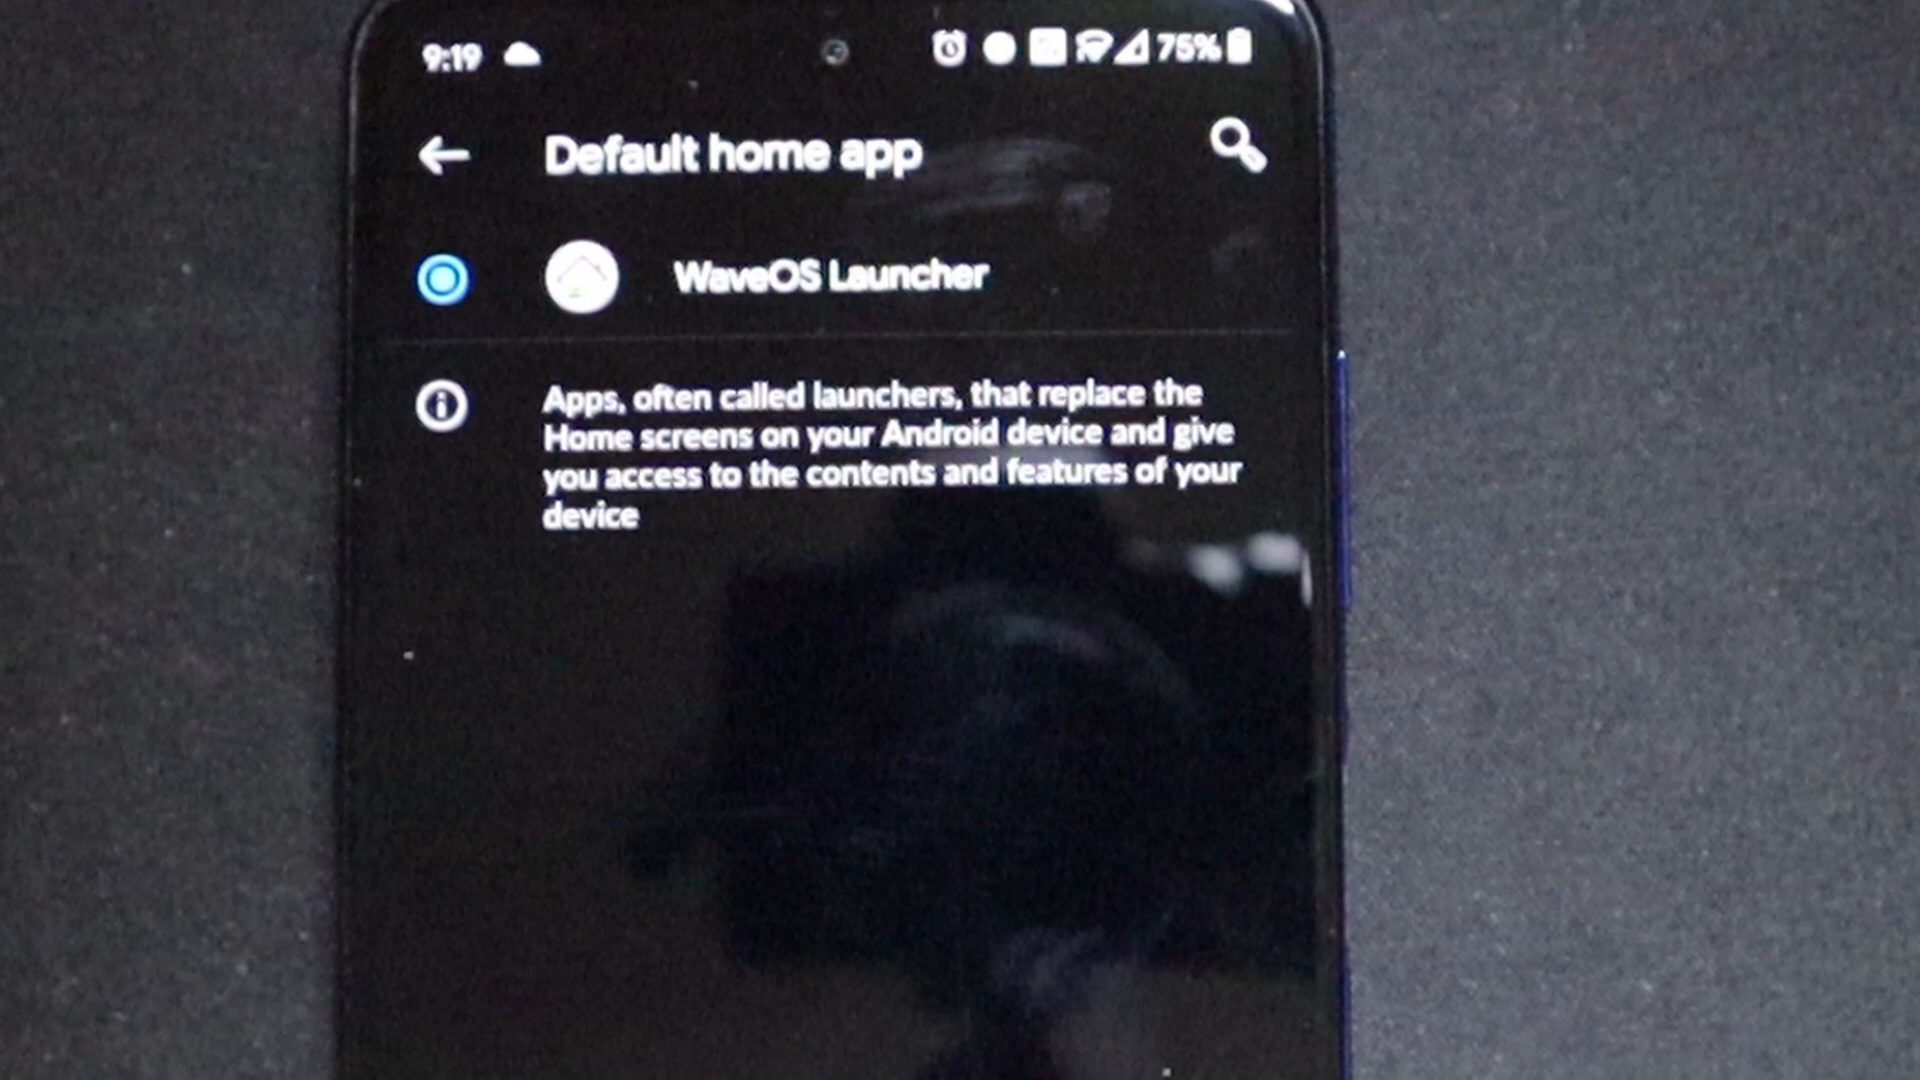 9:19 75%
Default home app
WaveOS Launcher
Apps, often called launchers, that replace the
Home screens on your Android device and give
you access to the contents and features of your
device